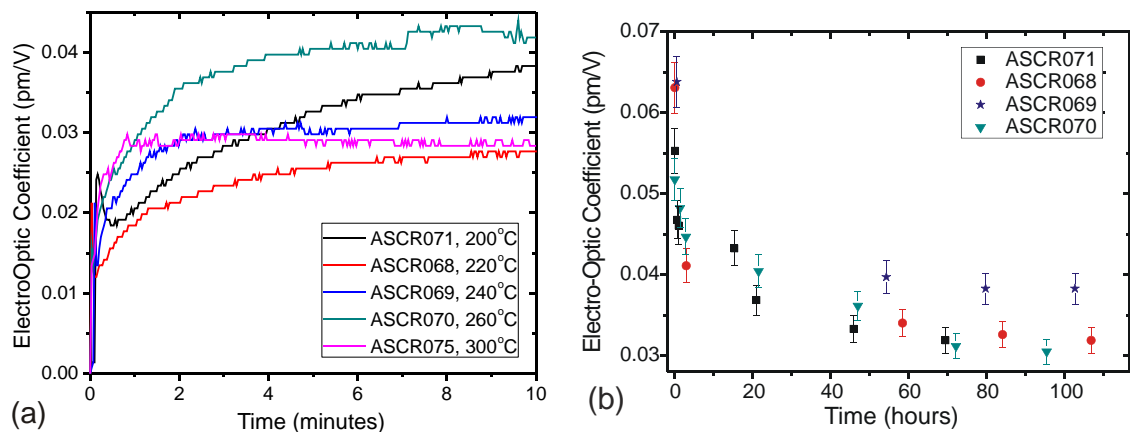 ElectroOptic Coefficient (pm/V)
0.04
0.03
0.02
0.01
0.00
ASCR071, 200°C
ASCR068, 220°C
ASCR069, 240°C
ASCR070, 260°C
ASCR075, 300°C
0 2 4 6 8 10
Time (minutes)
(a)
Electro-Optic Coefficient (pm/V)
0.07
0.06
0.05
0.04
0.03
ASCR071
ASCR068
ASCR069
ASCR070
0 20 40 60 80 100
Time (hours)
(b)